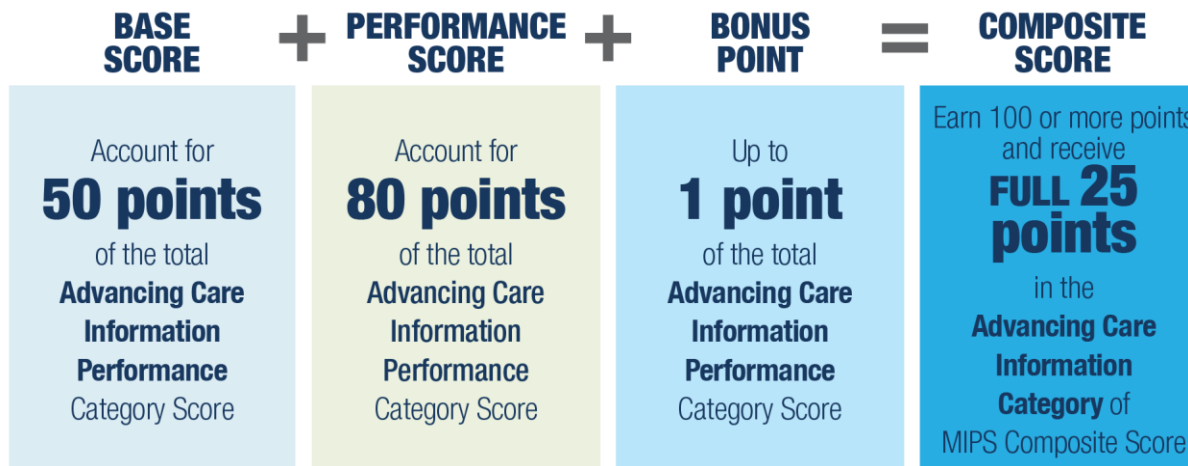 BASE
SCORE
+
PERFORMANCE
SCORE
+
BONUS
POINT
=
COMPOSITE
SCORE
Account for
50 points
of the total
Advancing Care
Information
Performance
Category Score
Account for
80 points
of the total
Advancing Care
Information
Performance
Category Score
Up to
1 point
of the total
Advancing Care
Information
Performance
Category Score
Earn 100 or more points
and receive
FULL 25
points
in the
Advancing Care
Information
Category of
MIPS Composite Score